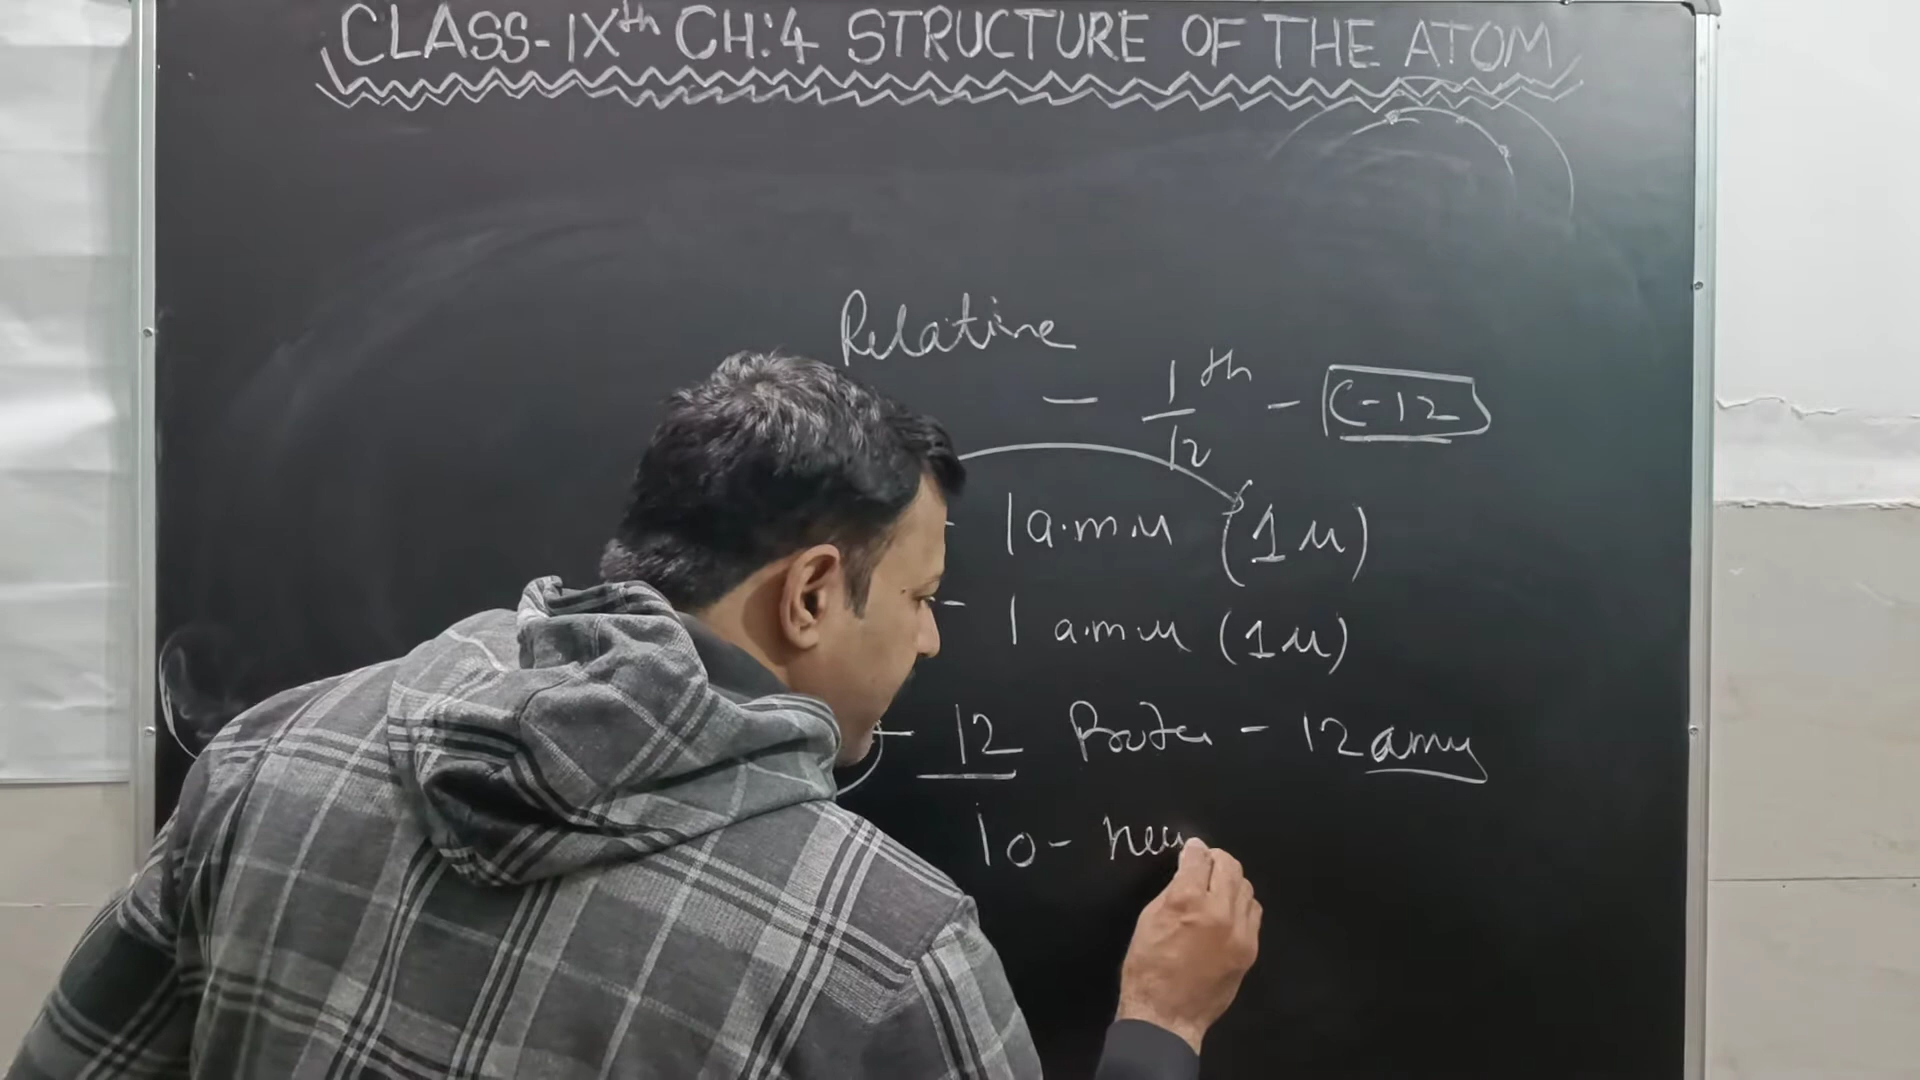 CLASS-IXth CH:4 STRUCTURE OF THE ATOM
Relative
- 1/12 th - C-12
- 1 a.m.u (1u)
- 1 a.m.u (1u)
- 12 - 12 amu
10- neu